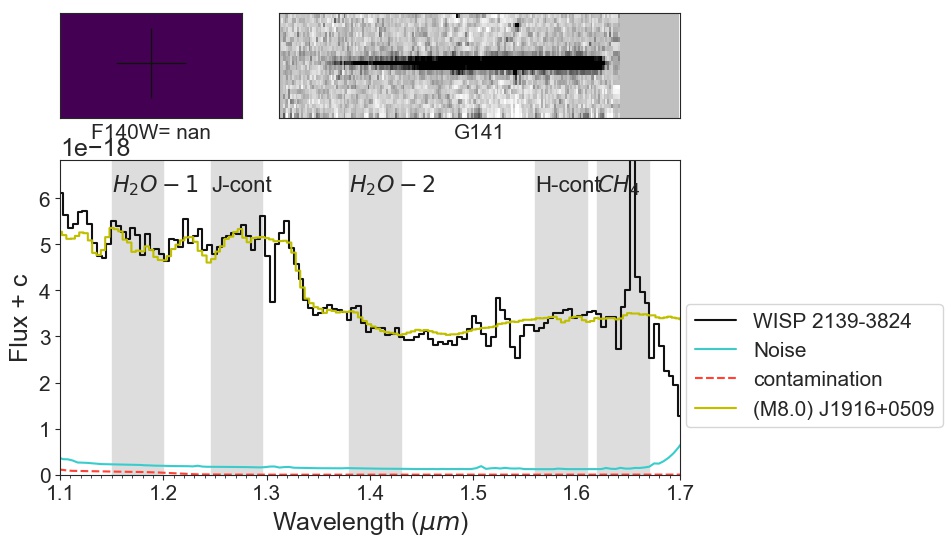 F140W= nan
G141
1e−18
H₂O − 1
J-cont
H₂O − 2
H-cont
CH₄
6
5
4
3
2
1
0
Flux + c
1.1 1.2 1.3 1.4 1.5 1.6 1.7
Wavelength (μm)
WISP 2139-3824
Noise
contamination
(M8.0) J1916+0509